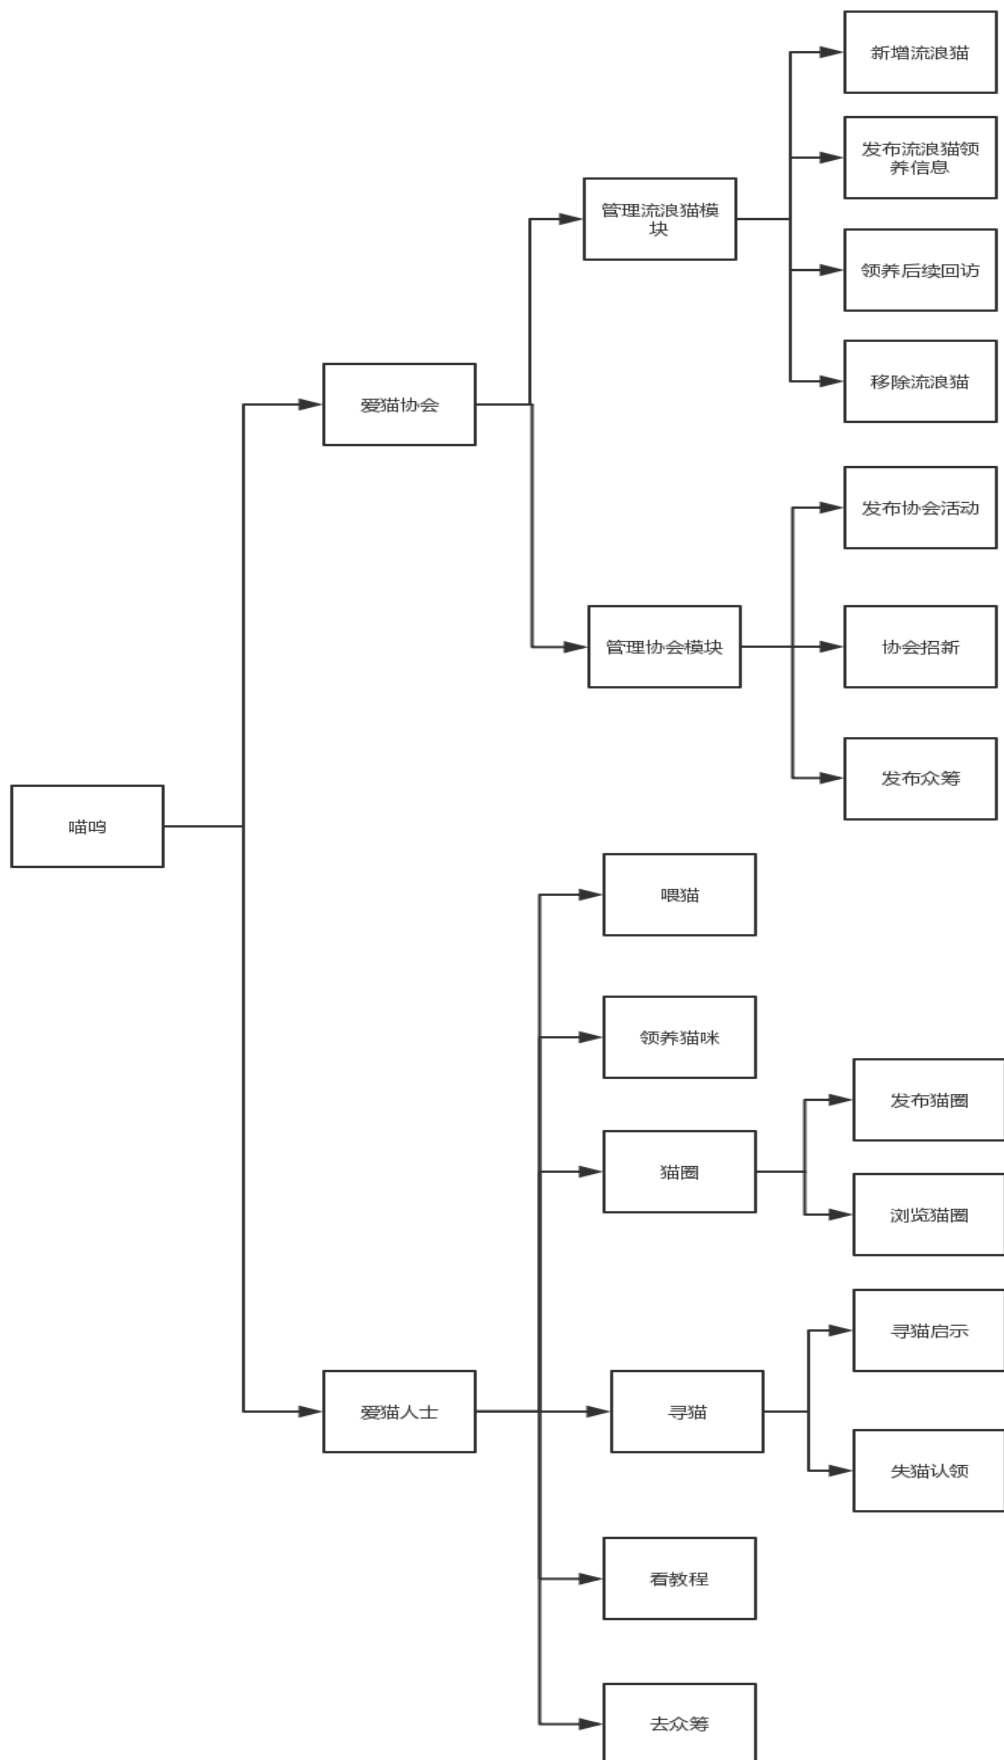 新增流浪猫
发布流浪猫领
养信息
管理流浪猫模
块
领养后续回访
移除流浪猫
爱猫协会
发布协会活动
管理协会模块
协会招新
发布众筹
喵呜
喂猫
领养猫咪
发布猫圈
猫圈
浏览猫圈
寻猫启示
爱猫人士
寻猫
失猫认领
看教程
去众筹